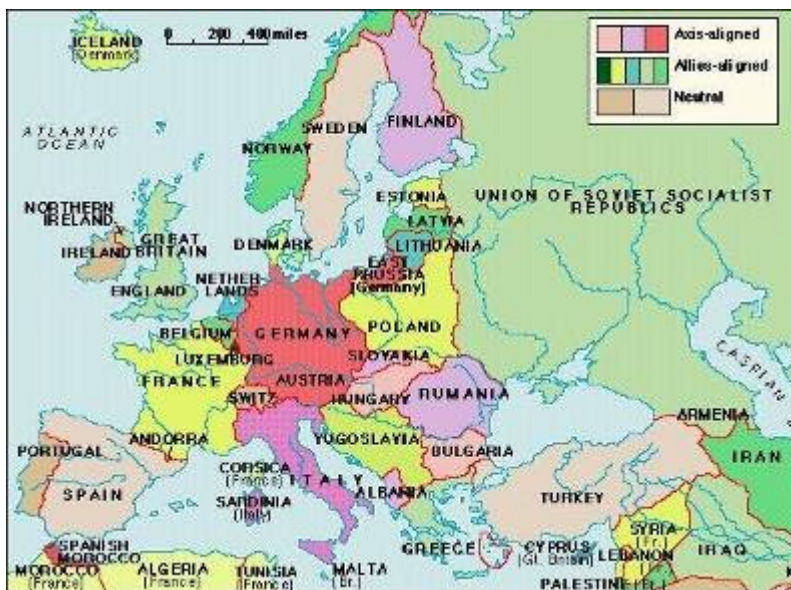 ICELAND
(Denmark)
0 200 400 miles
Axis-aligned
Allies-aligned
Neutral
ATLANTIC
OCEAN
SWEDEN
FINLAND
NORWAY
ESTONIA
UNION OF SOVIET SOCIALIST
REPUBLICS
NORTHERN
IRELAND
GREAT
BRITAIN
DENMARK
LATVIA
LITHUANIA
IRELAND
ENGLAND
NETHER
LANDS
EAST
PRUSSIA
(Germany)
BELGIUM
GERMANY
POLAND
LUXEMBURG
SLOVAKIA
FRANCE
AUSTRIA
SWITZ
HUNGARY
RUMANIA
CASPIAN
ARMENIA
ANDORRA
YUGOSLAVIA
BULGARIA
IRAN
PORTUGAL
CORSICA
(France)
ITALY
SPAIN
SARDINIA
(Italy)
ALBANIA
TURKEY
SYRIA
(Fr.)
GREECE
CYPRUS
(Gt. Britain)
LEBANON
IRAQ
SPANISH
MOROCCO
MOROCCO
(France)
ALGERIA
(France)
TUNISIA
(France)
MALTA
(Br.)
PALESTINE